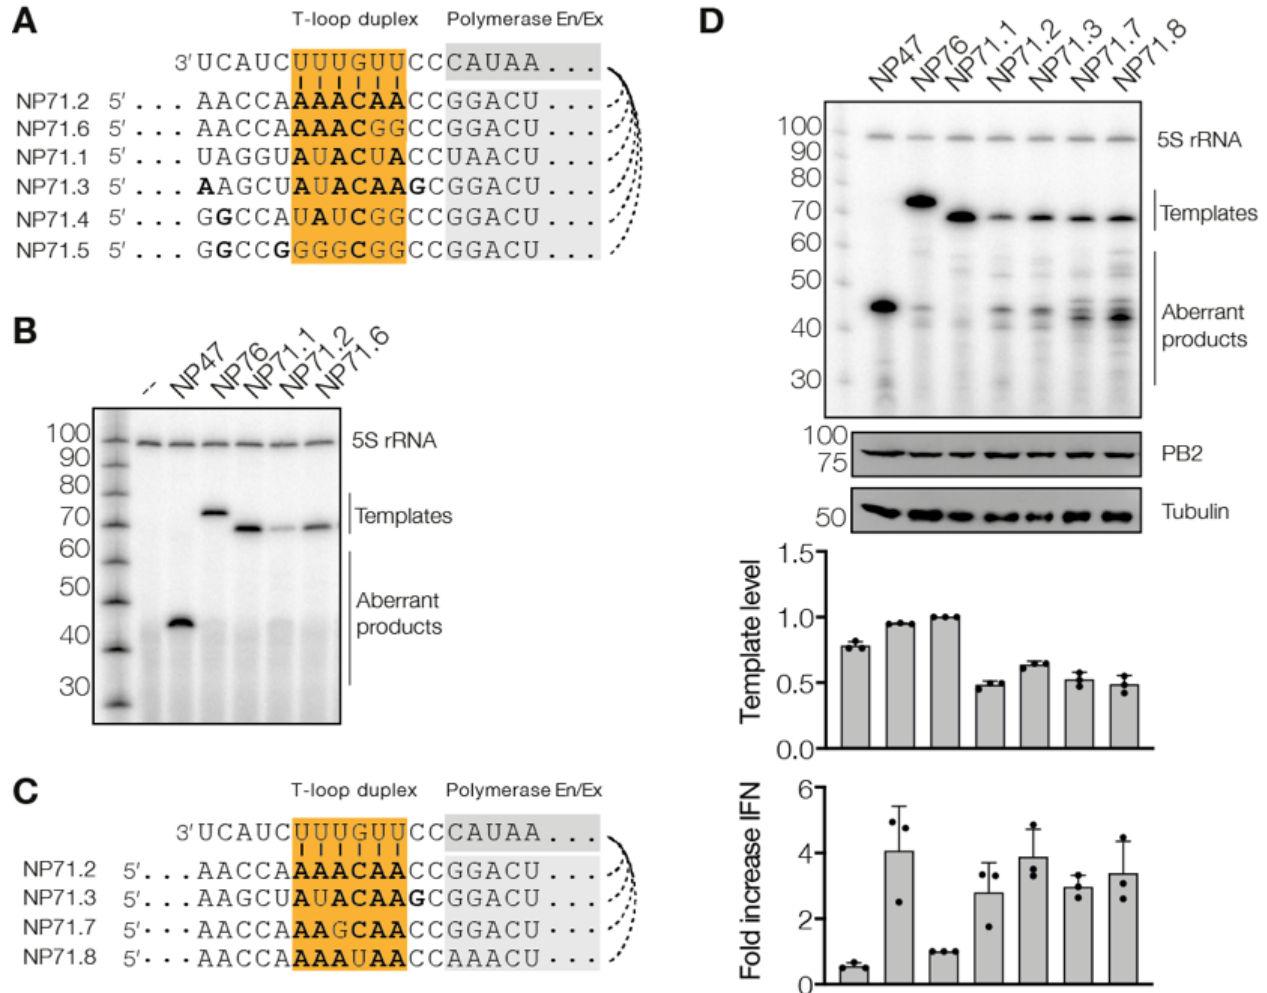 A
T-loop duplex Polymerase En/Ex
3' UCAUCUUUGUUCCCAUAA...
NP71.2 5'... AACCAAAACAACCGGACU...
NP71.6 5'... AACCAAAACGGCCGGACU...
NP71.1 5'... UAGGUAUACUACCUAACU...
NP71.3 5'... AAGCUAUACAAGCGGACU...
NP71.4 5'... GGCCAUAUCGGCCGGACU...
NP71.5 5'... GGCCGGGGCGGCCGGACU...
B
-- NP47 NP76 NP71.1 NP71.2 NP71.6
100
90
80
70
60
50
40
30
5S rRNA
Templates
Aberrant
products
C
T-loop duplex Polymerase En/Ex
3'UCAUCUUUGUUCCCAUAA...
NP71.2 5'...AACCAAAACAACCGGACU...
NP71.3 5'...AAGCUAUACAAGCGGACU...
NP71.7 5'...AACCAAAGCAACCGGACU...
NP71.8 5'...AACCAAAAUAACCAAACU...
D
NP47 NP76 NP71.1 NP71.2 NP71.3 NP71.7 NP71.8
100
90
80
70
60
50
40
30
5S rRNA
Templates
Aberrant
products
100
75
PB2
50
Tubulin
Template level
1.5
1.0
0.5
0.0
Fold increase IFN
6
4
2
0